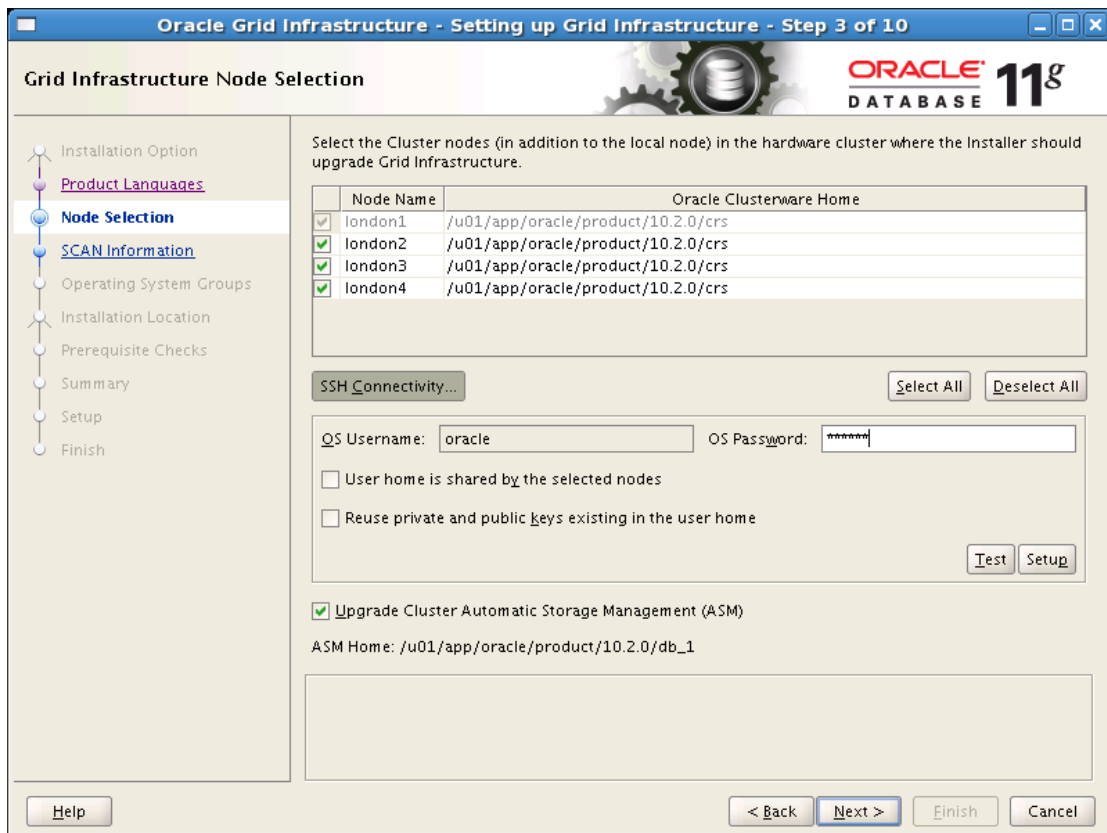 Oracle Grid Infrastructure - Setting up Grid Infrastructure - Step 3 of 10
Grid Infrastructure Node Selection
ORACLE
DATABASE
11g
Installation Option
Product Languages
Node Selection
SCAN Information
Operating System Groups
Installation Location
Prerequisite Checks
Summary
Setup
Finish
Select the Cluster nodes (in addition to the local node) in the hardware cluster where the Installer should
upgrade Grid Infrastructure.
Node Name Oracle Clusterware Home
london1 /u01/app/oracle/product/10.2.0/crs
london2 /u01/app/oracle/product/10.2.0/crs
london3 /u01/app/oracle/product/10.2.0/crs
london4 /u01/app/oracle/product/10.2.0/crs
SSH Connectivity... Select All Deselect All
OS Username: oracle OS Password: ******
User home is shared by the selected nodes
Reuse private and public keys existing in the user home
Test Setup
Upgrade Cluster Automatic Storage Management (ASM)
ASM Home: /u01/app/oracle/product/10.2.0/db_1
Help < Back Next > Finish Cancel